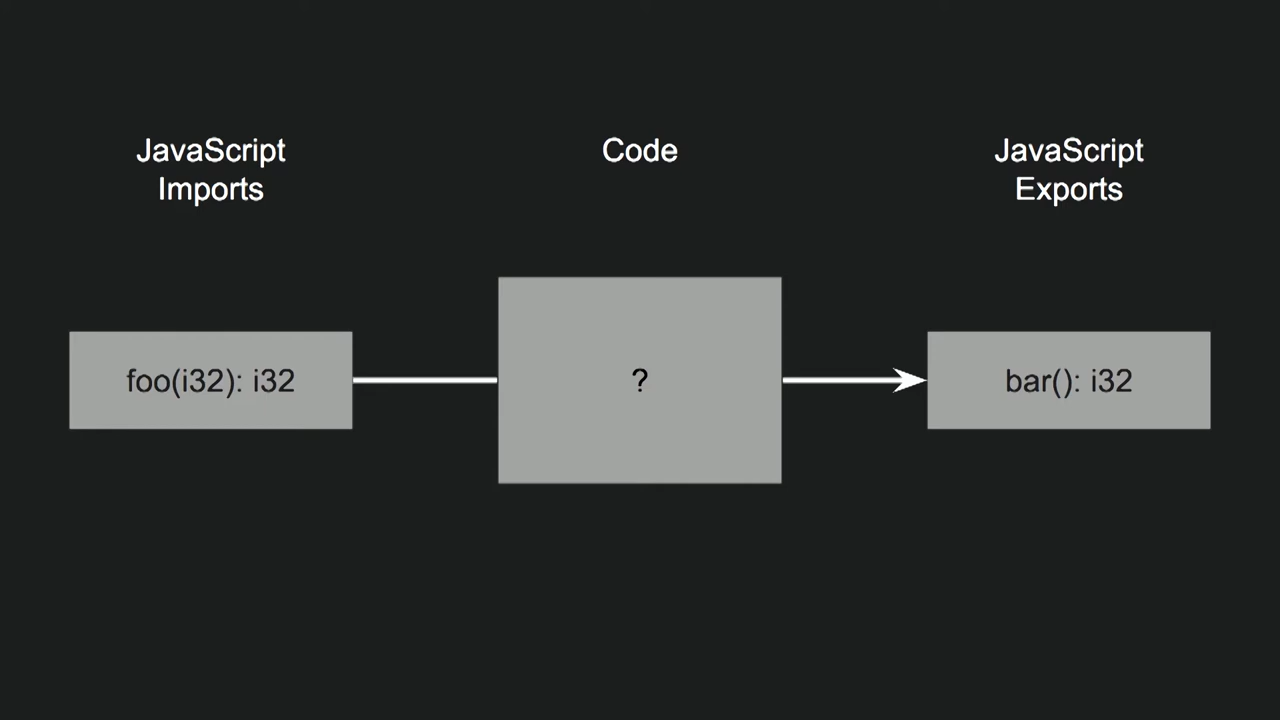 JavaScript
Imports
Code
JavaScript
Exports
foo(i32): i32
?
bar(): i32